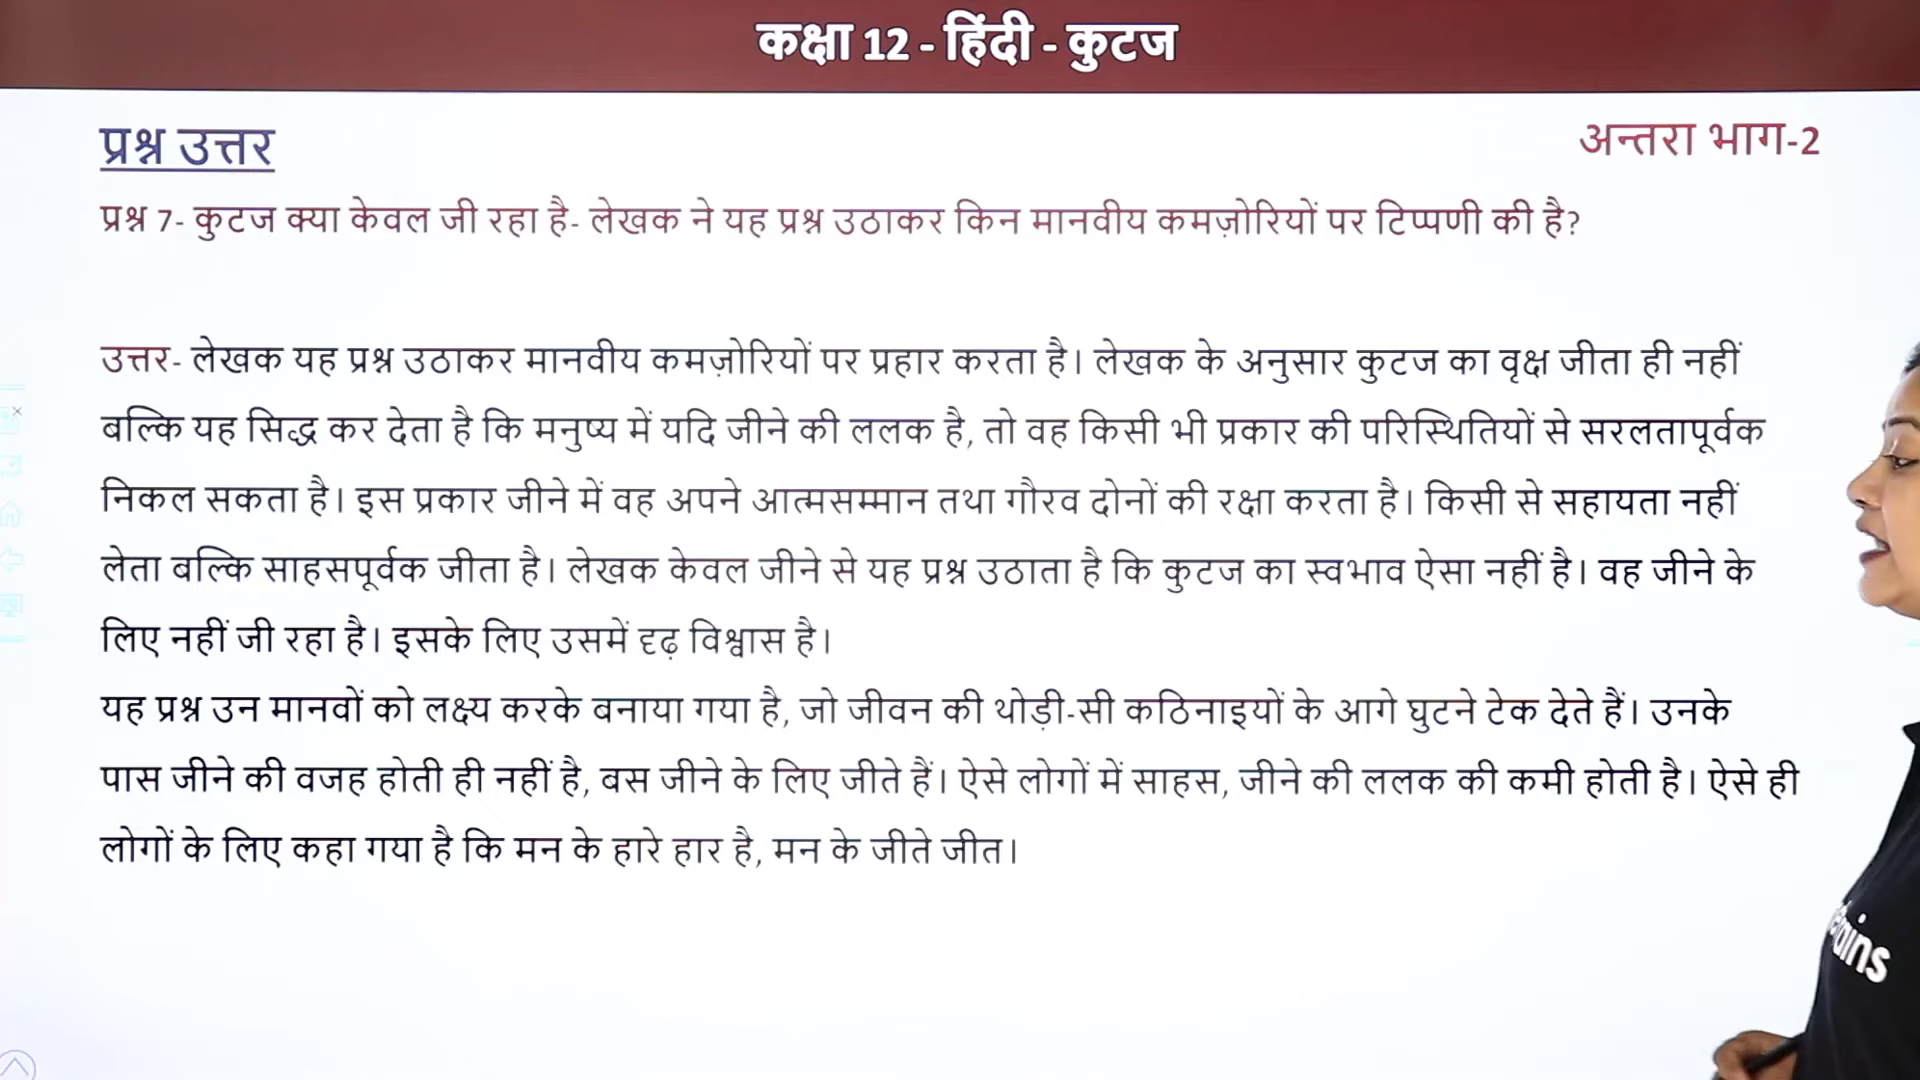 कक्षा 12 - हिंदी - कुटज
प्रश्न उत्तर
अन्तरा भाग-2
प्रश्न 7- कुटज क्या केवल जी रहा है- लेखक ने यह प्रश्न उठाकर किन मानवीय कमज़ोरियों पर टिप्पणी की है?
उत्तर- लेखक यह प्रश्न उठाकर मानवीय कमज़ोरियों पर प्रहार करता है। लेखक के अनुसार कुटज का वृक्ष जीता ही नहीं
बल्कि यह सिद्ध कर देता है कि मनुष्य में यदि जीने की ललक है, तो वह किसी भी प्रकार की परिस्थितियों से सरलतापूर्वक
निकल सकता है। इस प्रकार जीने में वह अपने आत्मसम्मान तथा गौरव दोनों की रक्षा करता है। किसी से सहायता नहीं
लेता बल्कि साहसपूर्वक जीता है। लेखक केवल जीने से यह प्रश्न उठाता है कि कुटज का स्वभाव ऐसा नहीं है। वह जीने के
लिए नहीं जी रहा है। इसके लिए उसमें दृढ़ विश्वास है।
यह प्रश्न उन मानवों को लक्ष्य करके बनाया गया है, जो जीवन की थोड़ी-सी कठिनाइयों के आगे घुटने टेक देते हैं। उनके
पास जीने की वजह होती ही नहीं है, बस जीने के लिए जीते हैं। ऐसे लोगों में साहस, जीने की ललक की कमी होती है। ऐसे ही
लोगों के लिए कहा गया है कि मन के हारे हार है, मन के जीते जीत।